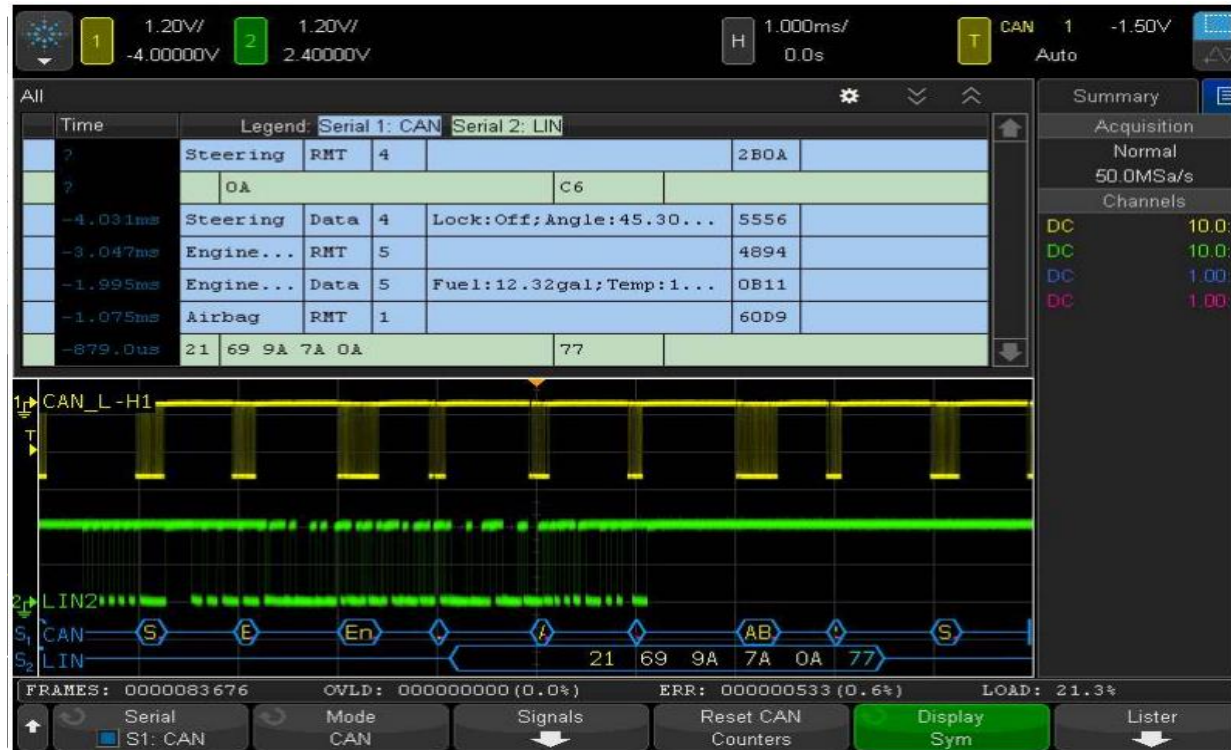 1 1.20V/ 2 1.20V/ H 1.000ms/ T CAN 1 -1.50V
-4.00000V 2.40000V 0.0s Auto
All
Summary
Time Legend: Serial 1: CAN Serial 2: LIN
? Steering RMT 4 2B0A
? 0A C6
-4.031ms Steering Data 4 Lock:Off;Angle:45.30... 5556
-3.047ms Engine... RMT 5 4894
-1.995ms Engine... Data 5 Fuel:12.32gal;Temp:1... 0B11
-1.075ms Airbag RMT 1 60D9
-879.0us 21 69 9A 7A 0A 77
Acquisition
Normal
50.0MSa/s
Channels
DC 10.0:
DC 10.0:
DC 1.00:
DC 1.00:
1 CAN_L-H1
T
2 LIN2
S1 CAN S. E En. A AB. S.
S2 LIN 21 69 9A 7A 0A 77
FRAMES: 0000083676 OVLD: 000000000(0.0%) ERR: 000000533(0.6%) LOAD: 21.3%
Serial Mode Signals Reset CAN Display Lister
S1: CAN CAN Counters Sym